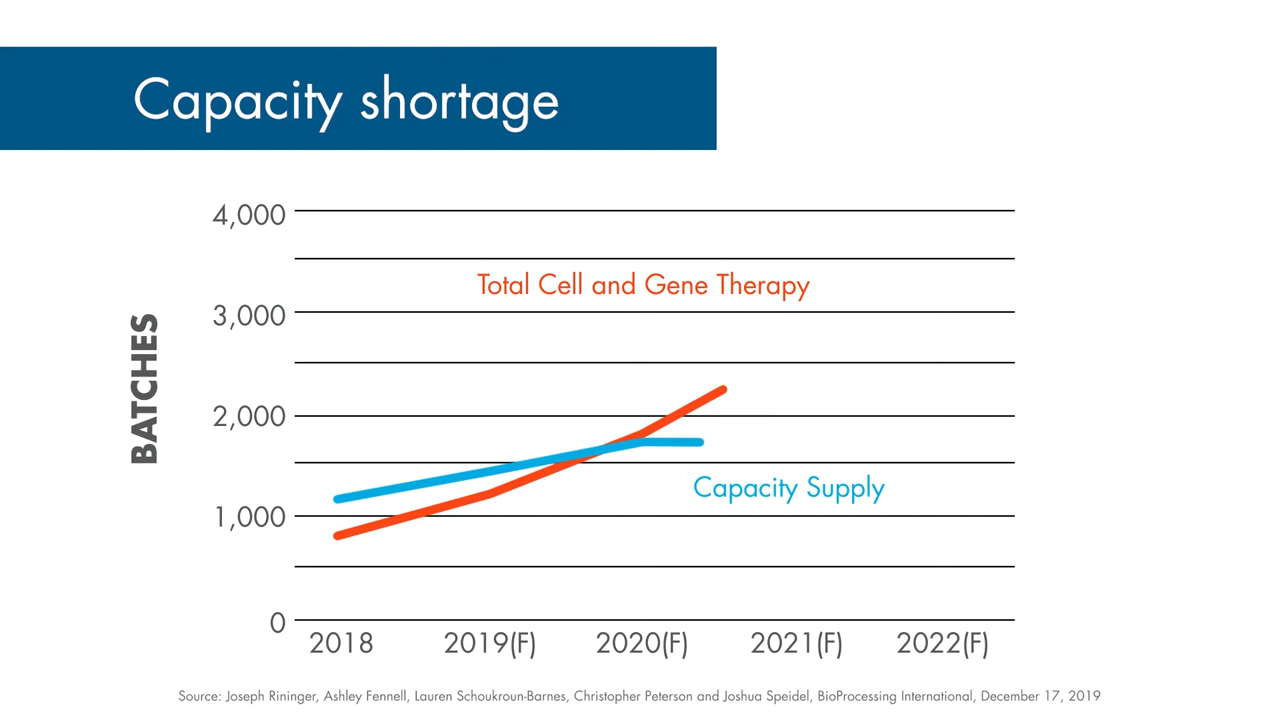 Capacity shortage
4,000
Total Cell and Gene Therapy
3,000
BATCHES
2,000
Capacity Supply
1,000
0
2018 2019(F) 2020(F) 2021(F) 2022(F)
Source: Joseph Rininger, Ashley Fennell, Lauren Schoukroun-Barnes, Christopher Peterson and Joshua Speidel, BioProcessing International, December 17, 2019